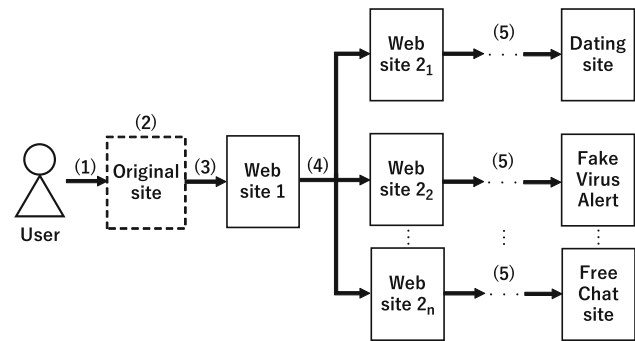 (5)
Web
site 2₁
Dating
site
(2)
(1)
Original
site
(3)
Web
site 1
(4)
Web
site 2₂
(5)
Fake
Virus
Alert
User
Web
site 2ₙ
(5)
Free
Chat
site